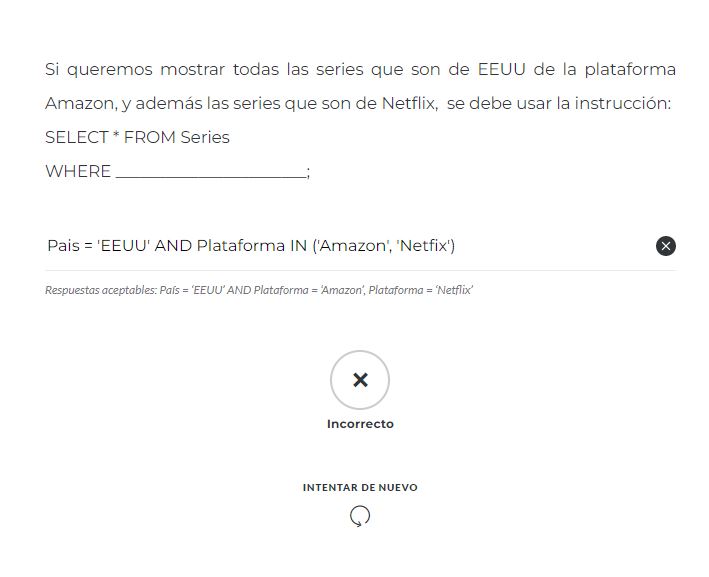 Si queremos mostrar todas las series que son de EEUU de la plataforma
Amazon, y además las series que son de Netflix, se debe usar la instrucción:
SELECT * FROM Series
WHERE ______________________;
Pais = 'EEUU' AND Plataforma IN ('Amazon', 'Netfix')
Respuestas aceptables: País = ‘EEUU’ AND Plataforma = ‘Amazon’, Plataforma = ‘Netflix’
Incorrecto
INTENTAR DE NUEVO